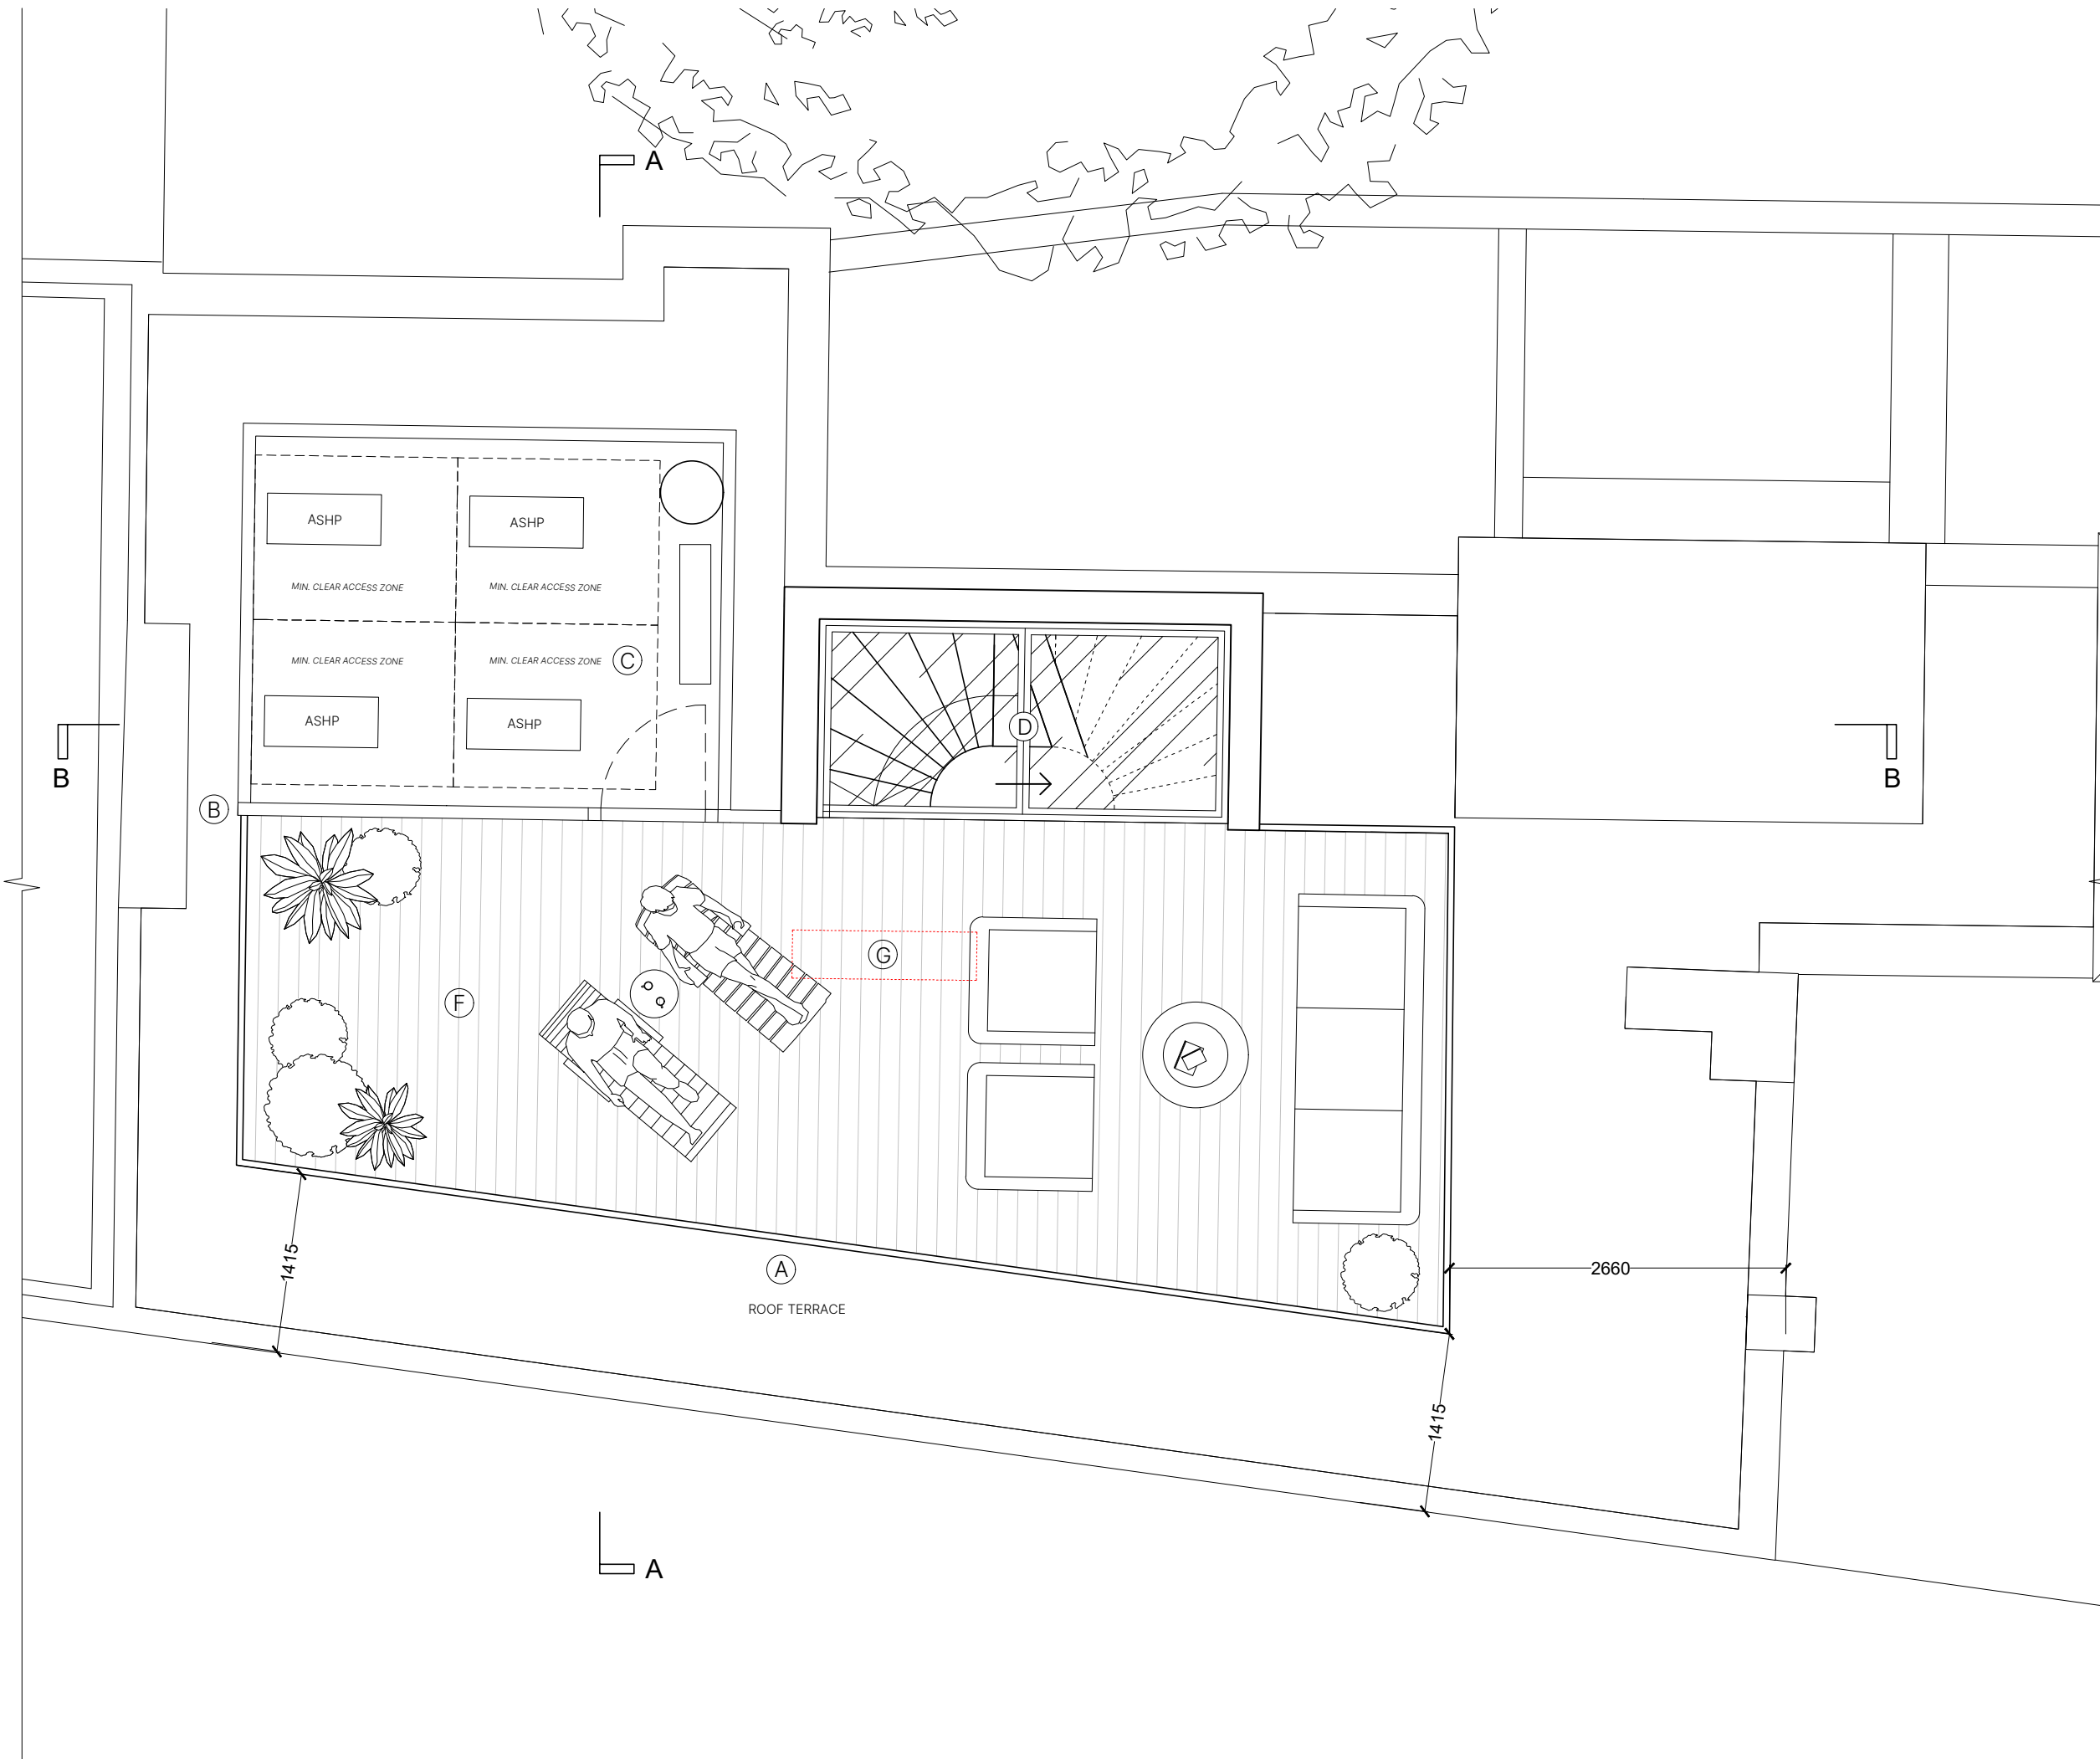 A
ASHP
ASHP
MIN. CLEAR ACCESS ZONE
MIN. CLEAR ACCESS ZONE
MIN. CLEAR ACCESS ZONE
MIN. CLEAR ACCESS ZONE
C
ASHP
ASHP
D
B
B
B
G
F
1415
A
ROOF TERRACE
2660
1415
A